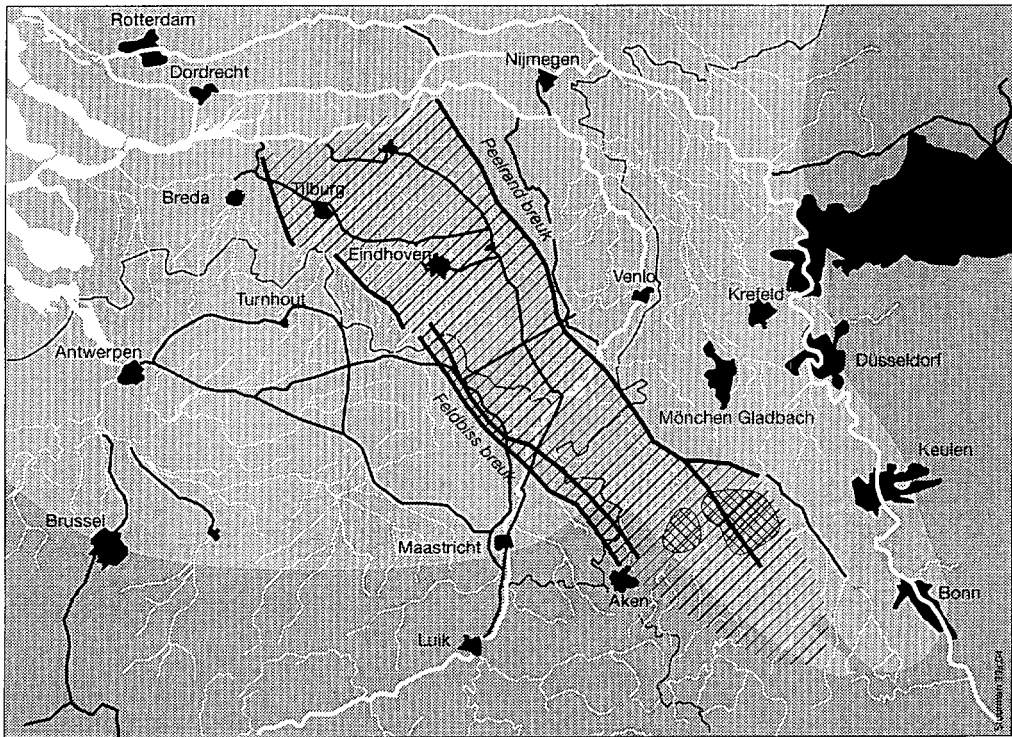 Rotterdam
Dordrecht
Nijmegen
Breda
Tilburg
Peelrand breuk
Eindhoven
Venlo
Krefeld
Turnhout
Antwerpen
Düsseldorf
Mönchen Gladbach
Feldbiss breuk
Keulen
Brussel
Maastricht
Aken
Bonn
Luik